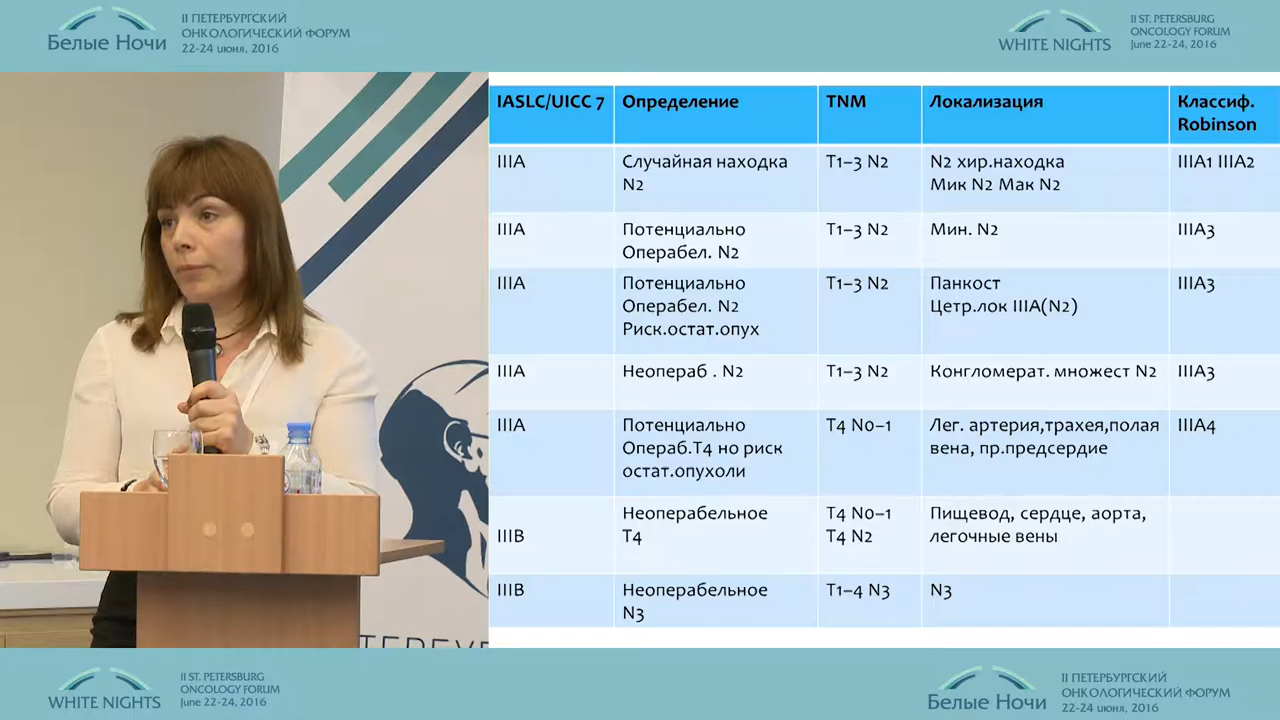 Белые Ночи
II ПЕТЕРБУРГСКИЙ
ОНКОЛОГИЧЕСКИЙ ФОРУМ
22-24 июня, 2016
WHITE NIGHTS
II ST. PETERSBURG
ONCOLOGY FORUM
June 22-24, 2016
IASLC/UICC 7 Определение TNM Локализация Классиф.
Robinson
IIIA Случайная находка T1–3 N2 N2 хир.находка IIIA1 IIIA2
N2 Мик N2 Мак N2
IIIA Потенциально T1–3 N2 Мин. N2 IIIA3
Операбел. N2
IIIA Потенциально T1–3 N2 Панкост IIIA3
Операбел. N2 Цетр.лок IIIA(N2)
Риск.остат.опух
IIIA Неопераб . N2 T1–3 N2 Конгломерат. множест N2 IIIA3
IIIA Потенциально T4 N0–1 Лег. артерия,трахея,полая IIIA4
Операб.Т4 но риск вена, пр.предсердие
остат.опухоли
Неоперабельное T4 N0–1 Пищевод, сердце, аорта,
IIIB T4 T4 N2 легочные вены
IIIB Неоперабельное T1–4 N3 N3
N3
WHITE NIGHTS
II ST. PETERSBURG
ONCOLOGY FORUM
June 22-24, 2016
Белые Ночи
II ПЕТЕРБУРГСКИЙ
ОНКОЛОГИЧЕСКИЙ ФОРУМ
22-24 июня, 2016